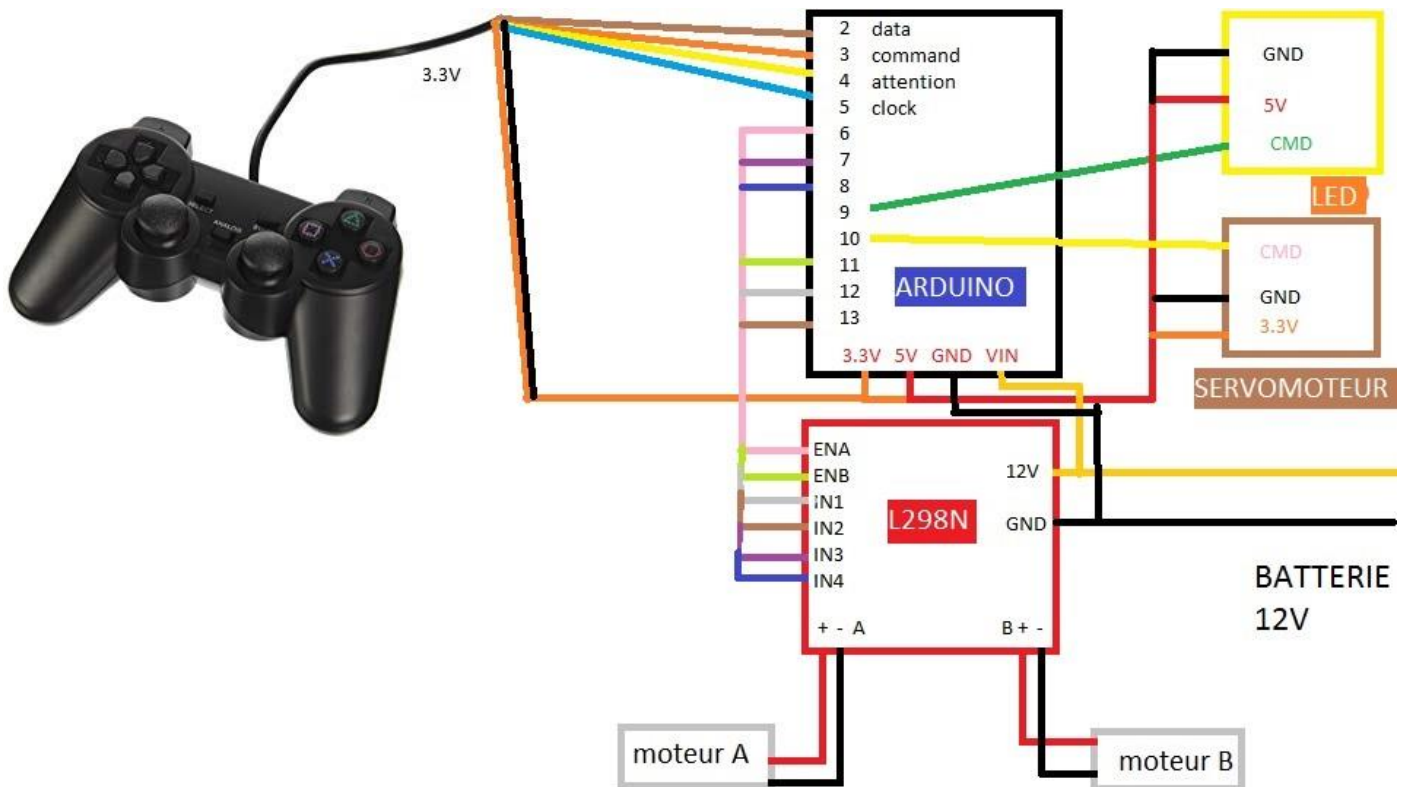 3.3V
SELECT
ANALOG
2 data
3 command
4 attention
5 clock
6
7
8
9
10
11
12
13
ARDUINO
3.3V 5V GND VIN
GND
5V
CMD
LED
CMD
GND
3.3V
SERVOMOTEUR
ENA
ENB
IN1
IN2
IN3
IN4
L298N
12V
GND
+ - A
B + -
BATTERIE
12V
moteur A
moteur B